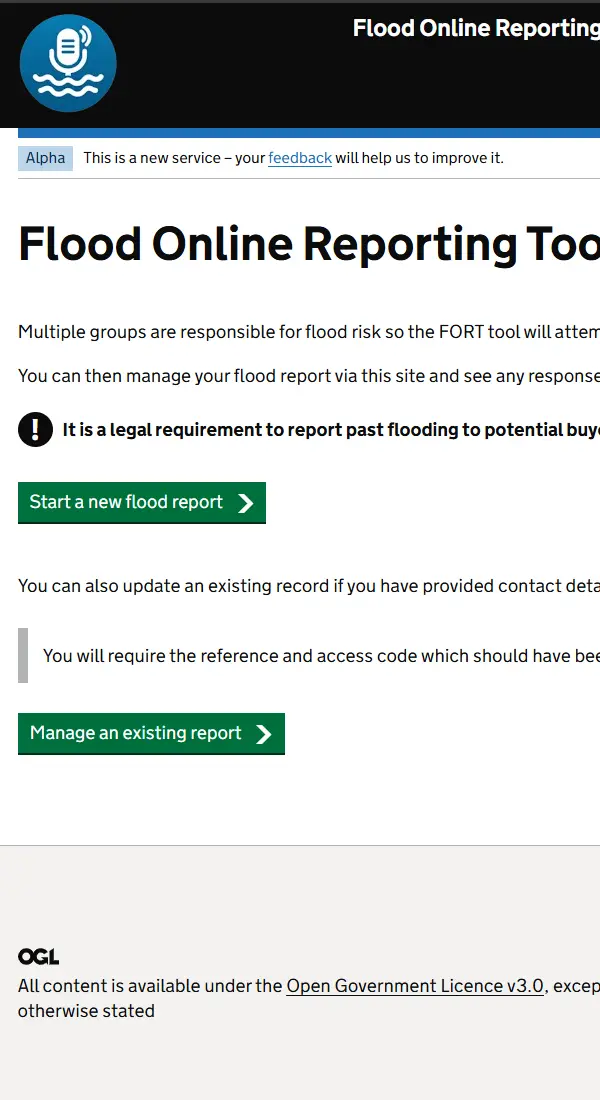 Flood Online Reporting
Alpha This is a new service – your feedback will help us to improve it.
Flood Online Reporting Too
Multiple groups are responsible for flood risk so the FORT tool will attem
You can then manage your flood report via this site and see any response
! It is a legal requirement to report past flooding to potential buye
Start a new flood report
You can also update an existing record if you have provided contact deta
You will require the reference and access code which should have bee
Manage an existing report
OGL
All content is available under the Open Government Licence v3.0, excep
otherwise stated